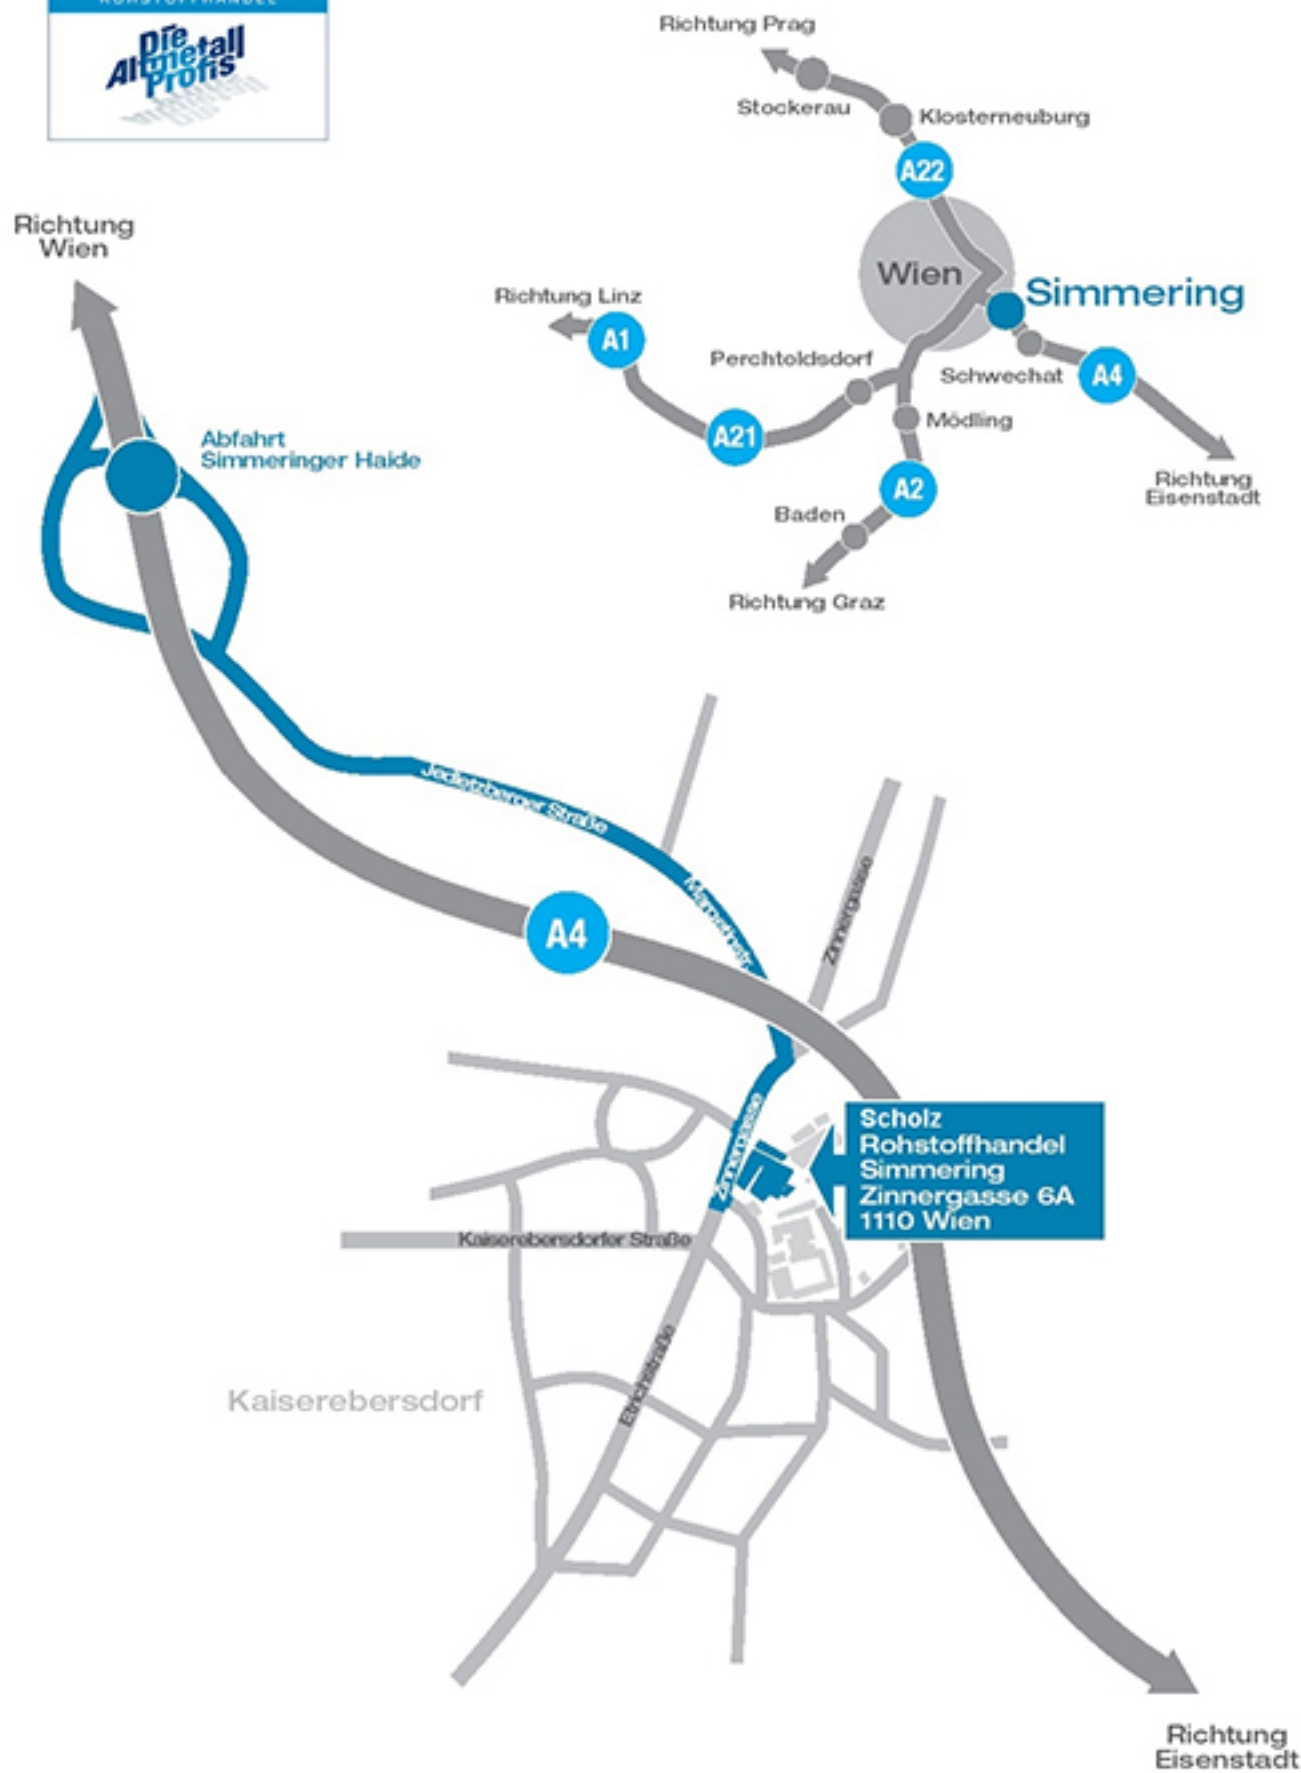 ROHSTOFFHANDEL
Die
Altmetall
Profis
Richtung Prag
Stockerau
Klosterneuburg
A22
Richtung
Wien
Wien
Simmering
Richtung Linz
A1
Perchtoldsdorf
Schwechat
A4
A21
Mödling
Abfahrt
Simmeringer Haide
A2
Richtung
Eisenstadt
Baden
Richtung Graz
Jedletzberger Straße
Zinnergasse
A4
Zinnergasse
Scholz
Rohstoffhandel
Simmering
Zinnergasse 6A
1110 Wien
Kaiserebersdorfer Straße
Etrichstraße
Kaiserebersdorf
Richtung
Eisenstadt